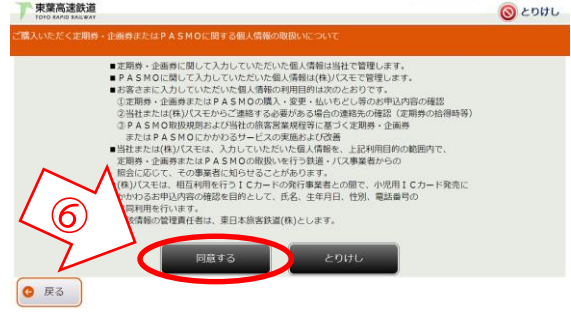 東葉高速鉄道
TOYO RAPID RAILWAY
とりけし
ご購入いただく定期券・企画券またはＰＡＳＭＯに関する個人情報の取扱いについて
■定期券・企画券に関して入力していただいた個人情報は当社で管理します。
■ＰＡＳＭＯに関して入力していただいた個人情報は(株)パスモで管理します。
■お客さまに入力していただいた個人情報の利用目的は次のとおりです。
①定期券・企画券またはＰＡＳＭＯの購入・変更・払いもどし等のお申込内容の確認
②当社または(株)パスモからご連絡する必要がある場合の連絡先の確認（定期券の拾得時等）
③ＰＡＳＭＯ取扱規則および当社の旅客営業規程等に基づく定期券・企画券
またはＰＡＳＭＯにかかわるサービスの実施および改善
■当社または(株)パスモは、入力していただいた個人情報を、上記利用目的の範囲内で、
定期券・企画券またはＰＡＳＭＯの取扱いを行う鉄道・バス事業者からの
照会に応じて、その事業者に知らせることがあります。
(株)パスモは、相互利用を行うＩＣカードの発行事業者との間で、小児用ＩＣカード発売に
かかわるお申込内容の確認を目的として、氏名、生年月日、性別、電話番号の
同利用を行います。
情報の管理責任者は、東日本旅客鉄道(株)とします。
⑥
同意する
とりけし
戻る